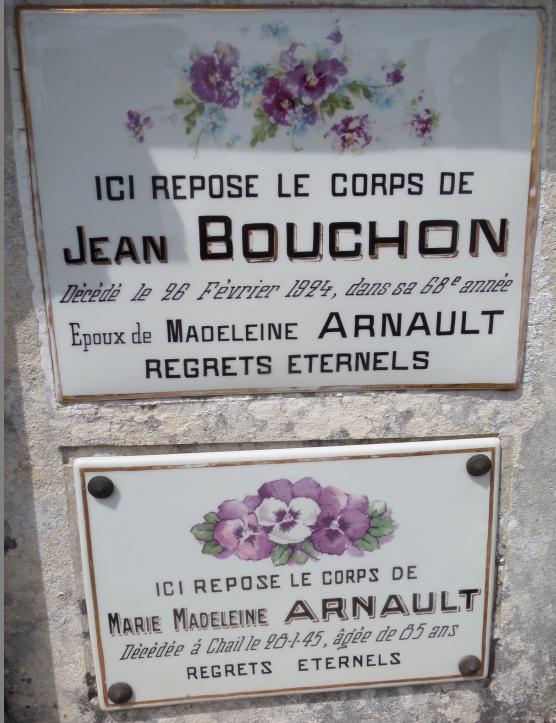 ICI REPOSE LE CORPS DE
JEAN BOUCHON
Décédé le 26 Février 1924, dans sa 68e année
Epoux de MADELEINE ARNAULT
REGRETS ETERNELS
ICI REPOSE LE CORPS DE
MARIE MADELEINE ARNAULT
Décédée à Chail le 28-1-45, âgée de 85 ans
REGRETS ETERNELS